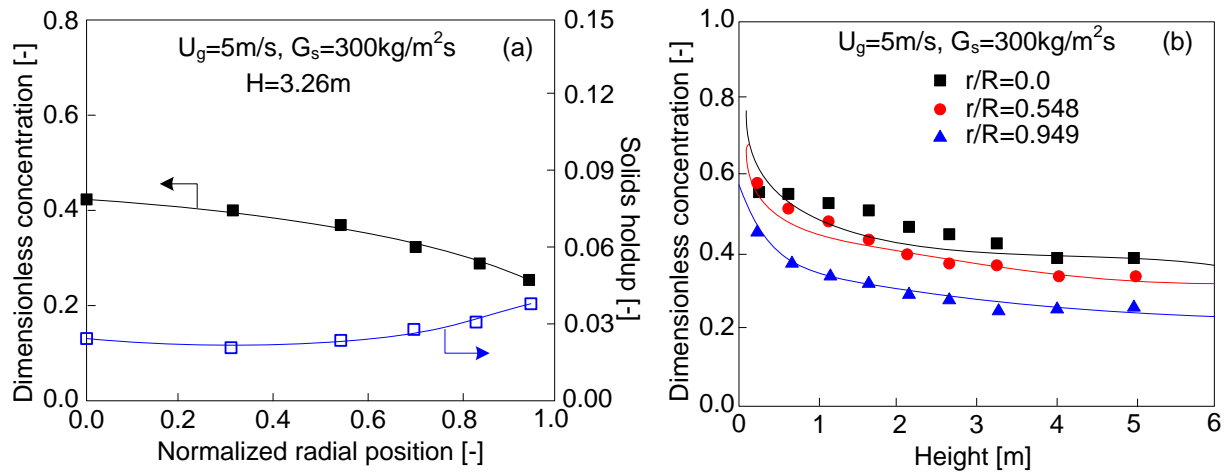 U_g=5m/s, G_s=300kg/m²s (a)
H=3.26m
Dimensionless concentration [-]
0.8
0.6
0.4
0.2
0.0
Solids holdup [-]
0.15
0.12
0.09
0.06
0.03
0.00
0.0 0.2 0.4 0.6 0.8 1.0
Normalized radial position [-]
U_g=5m/s, G_s=300kg/m²s (b)
r/R=0.0
r/R=0.548
r/R=0.949
Dimensionless concentration [-]
1.0
0.8
0.6
0.4
0.2
0.0
0 1 2 3 4 5 6
Height [m]